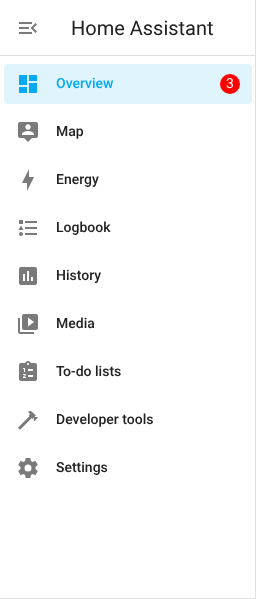 Home Assistant
Overview 3
Map
Energy
Logbook
History
Media
To-do lists
Developer tools
Settings